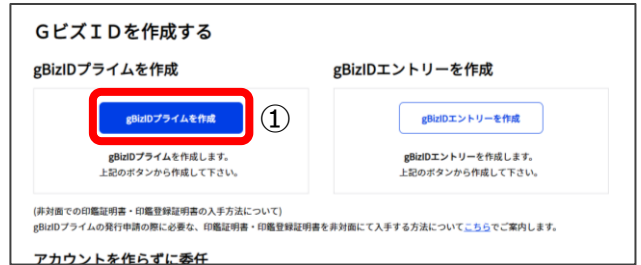 GビズIDを作成する
gBizIDプライムを作成
gBizIDエントリーを作成
gBizIDプライムを作成
①
gBizIDエントリーを作成
gBizIDプライムを作成します。
上記のボタンから作成して下さい。
gBizIDエントリーを作成します。
上記のボタンから作成して下さい。
(非対面での印鑑証明書・印鑑登録証明書の入手方法について)
gBizIDプライムの発行申請の際に必要な、印鑑証明書・印鑑登録証明書を非対面にて入手する方法についてこちらでご案内します。
アカウントを作らずに委任